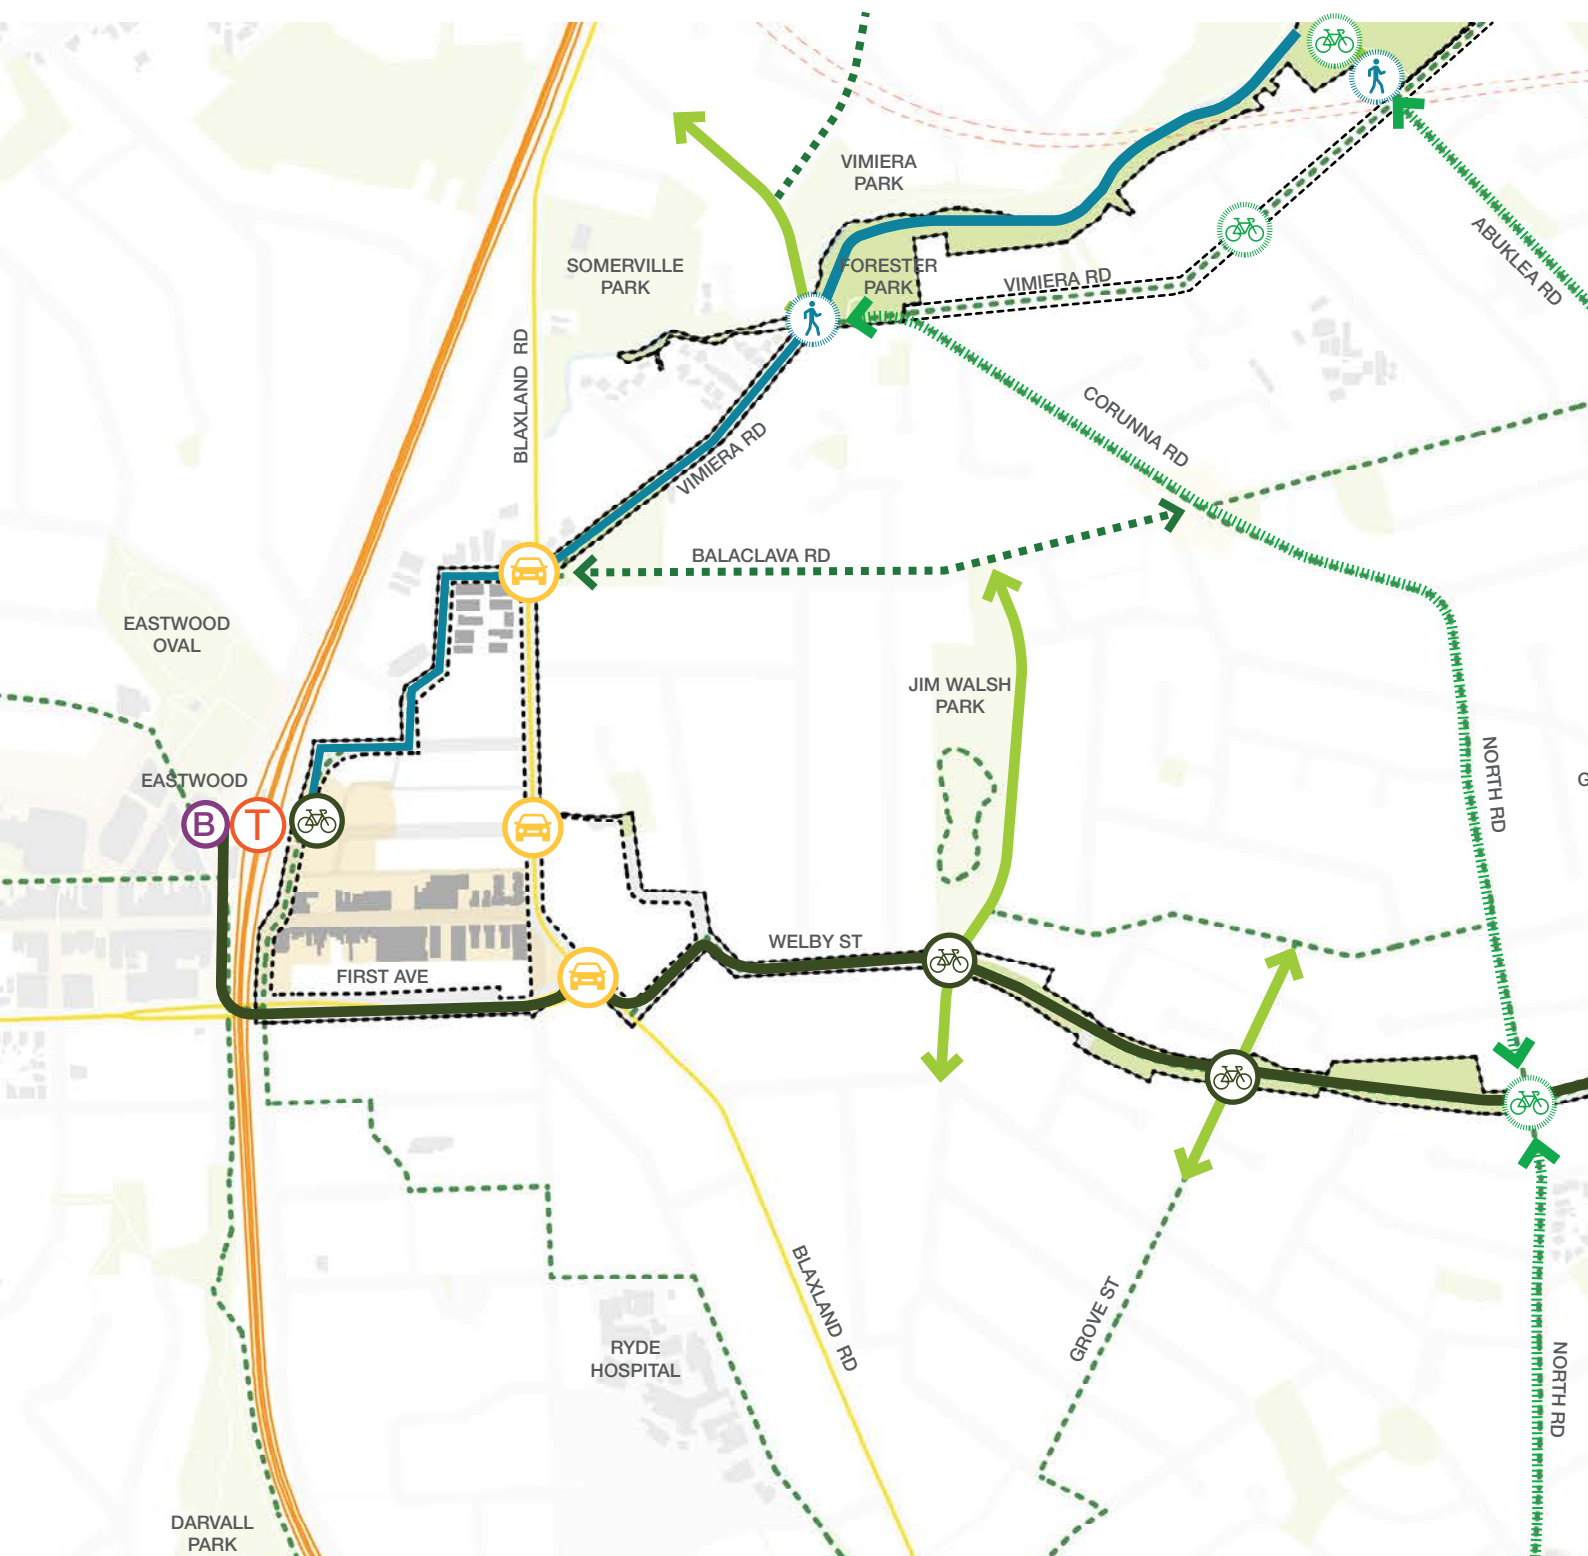 VIMIERA
PARK
ABUKLEA RD
SOMERVILLE
PARK
FORESTER
PARK
VIMIERA RD
BLAXLAND RD
CORUNNA RD
VIMIERA RD
BALACLAVA RD
EASTWOOD
OVAL
JIM WALSH
PARK
NORTH RD
EASTWOOD
G
B
T
WELBY ST
FIRST AVE
BLAXLAND RD
GROVE ST
RYDE
HOSPITAL
NORTH RD
DARVALL
PARK